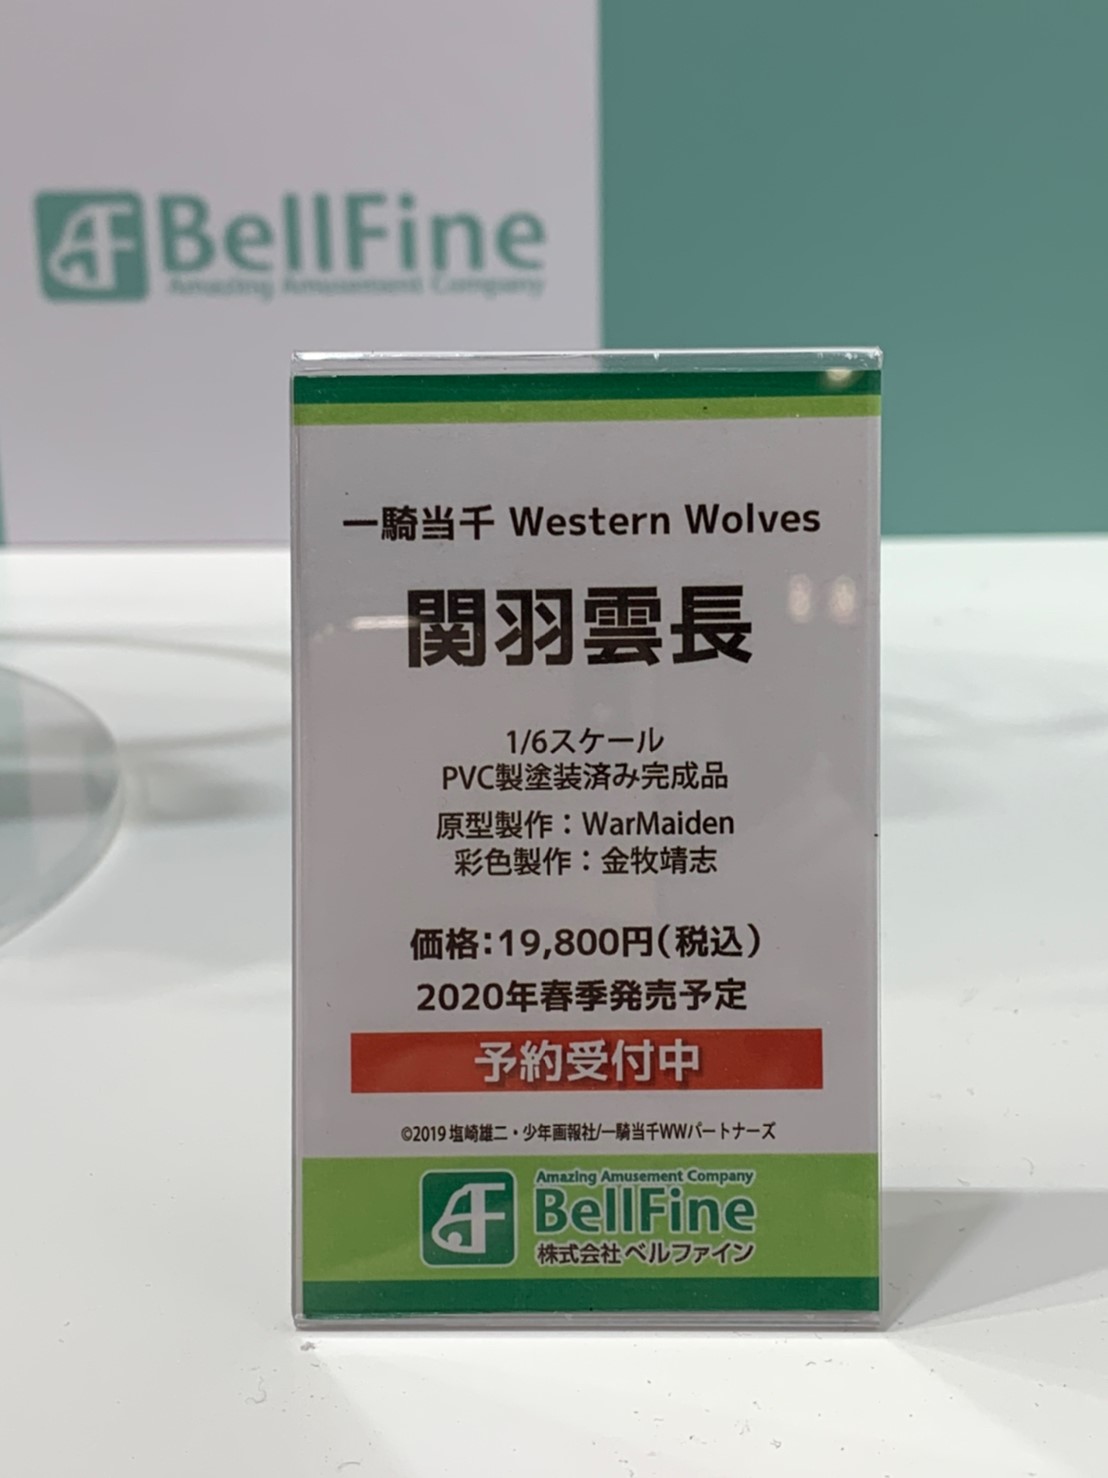 BellFine
Amazing Amusement Company
一騎当千 Western Wolves
関羽雲長
1/6スケール
PVC製塗装済み完成品
原型製作：WarMaiden
彩色製作：金牧靖志
価格：19,800円（税込）
2020年春季発売予定
予約受付中
©2019 塩崎雄二・少年画報社/一騎当千WWパートナーズ
Amazing Amusement Company
BellFine
株式会社 ベルファイン